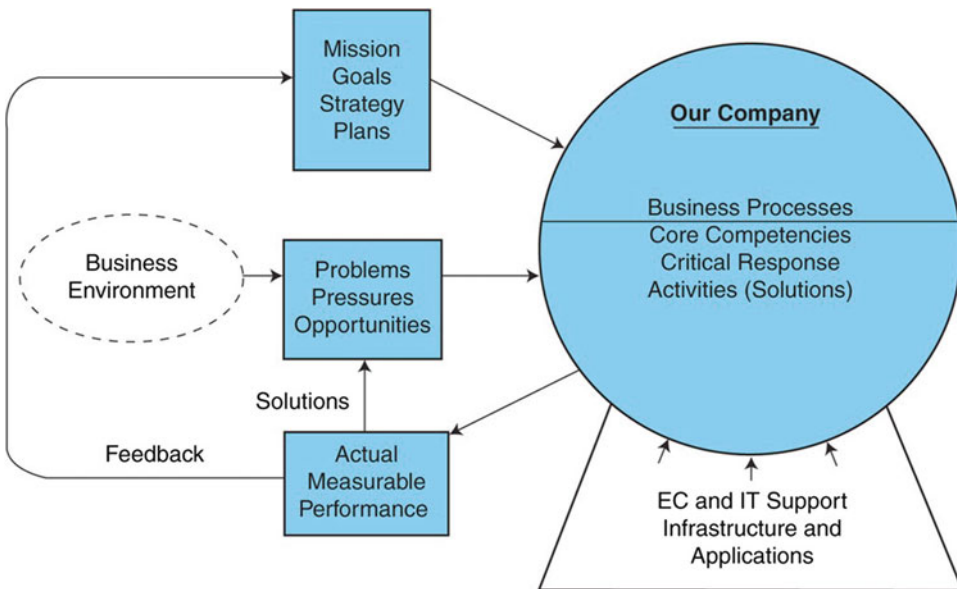 Mission
Goals
Strategy
Plans
Our Company
Business Processes
Core Competencies
Critical Response
Activities (Solutions)
Business
Environment
Problems
Pressures
Opportunities
Solutions
Feedback
Actual
Measurable
Performance
EC and IT Support
Infrastructure and
Applications